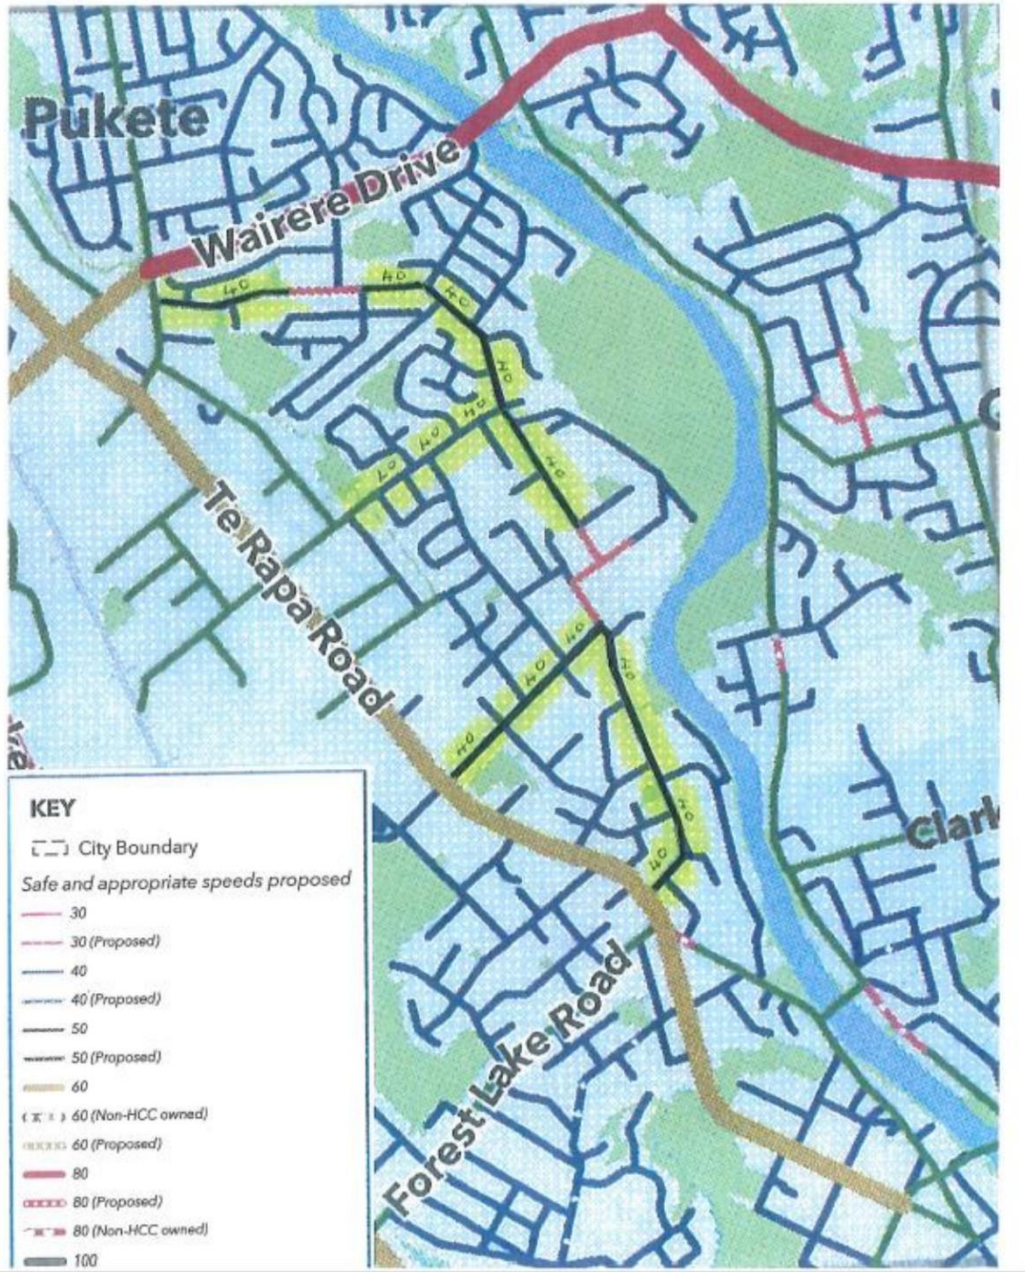 Pukete
Wairere Drive
40
40
40
40
40
40
40
40
Te Rapa Road
40
40
40
40
40
40
Clark
Forest Lake Road
KEY
City Boundary
Safe and appropriate speeds proposed
30
30 (Proposed)
40
40 (Proposed)
50
50 (Proposed)
60
60 (Non-HCC owned)
60 (Proposed)
80
80 (Proposed)
80 (Non-HCC owned)
100